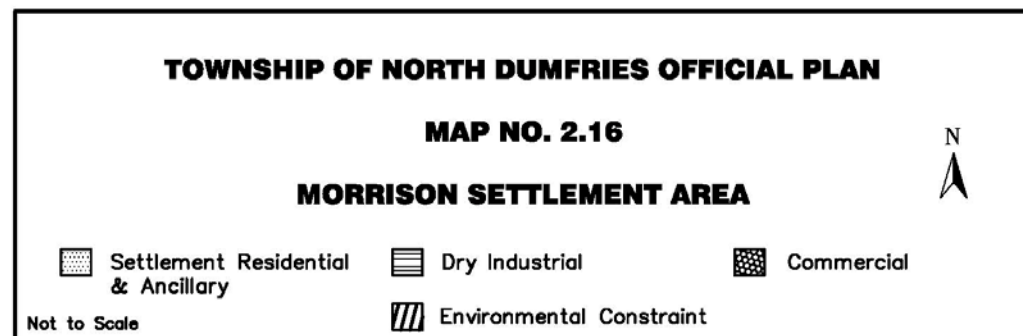 TOWNSHIP OF NORTH DUMFRIES OFFICIAL PLAN
MAP NO. 2.16
N
MORRISON SETTLEMENT AREA
Settlement Residential
& Ancillary
Dry Industrial
Commercial
Environmental Constraint
Not to Scale